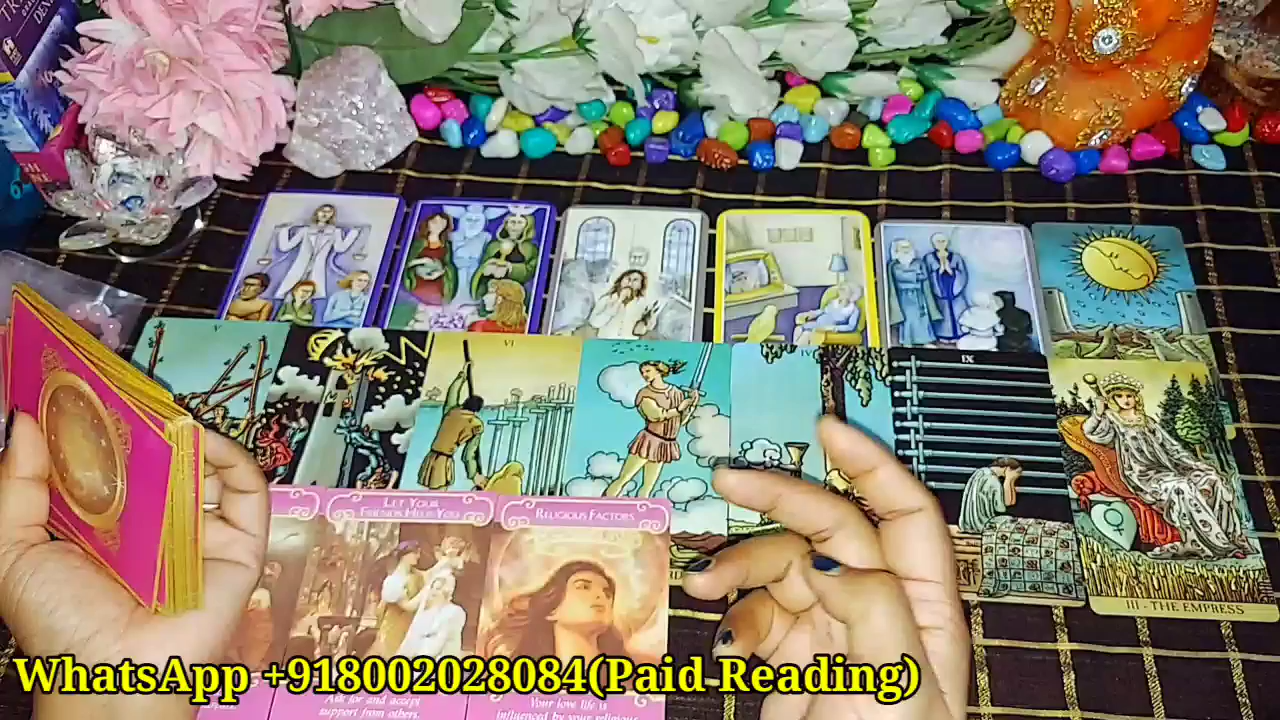 V
VI
IX
III - THE EMPRESS
LET YOUR
FRIENDS HELP YOU
RELIGIOUS FACTORS
Ask for and accept
support from others.
Your love life is
influenced by your religious
WhatsApp +918002028084(Paid Reading)